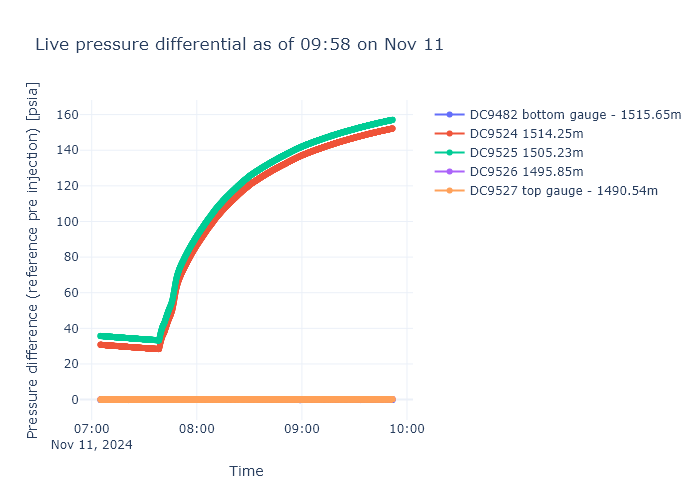 Live pressure differential as of 09:58 on Nov 11
Pressure difference (reference pre injection) [psia]
160
140
120
100
80
60
40
20
0
07:00
08:00
09:00
10:00
Nov 11, 2024
Time
DC9482 bottom gauge - 1515.65m
DC9524 1514.25m
DC9525 1505.23m
DC9526 1495.85m
DC9527 top gauge - 1490.54m